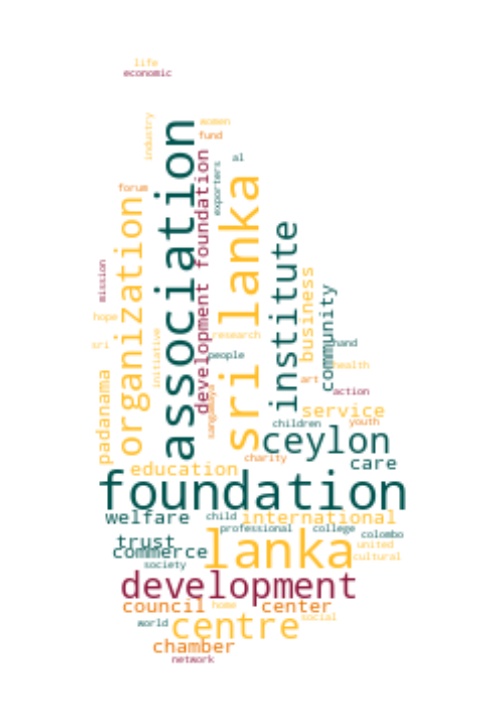 life
economic
industry
women
fund
association
al
exporters
development foundation
forum
sri lanka
organization
institute
mission
business
community
hope
sri
initiative
research
people
hand
health
art
action
padanama
sangamaya
service
youth
children
ceylon
charity
care
education
foundation
welfare
child
international
professional
college
colombo
trust
commerce
lanka
united
cultural
society
development
council
home
center
social
world
centre
chamber
network